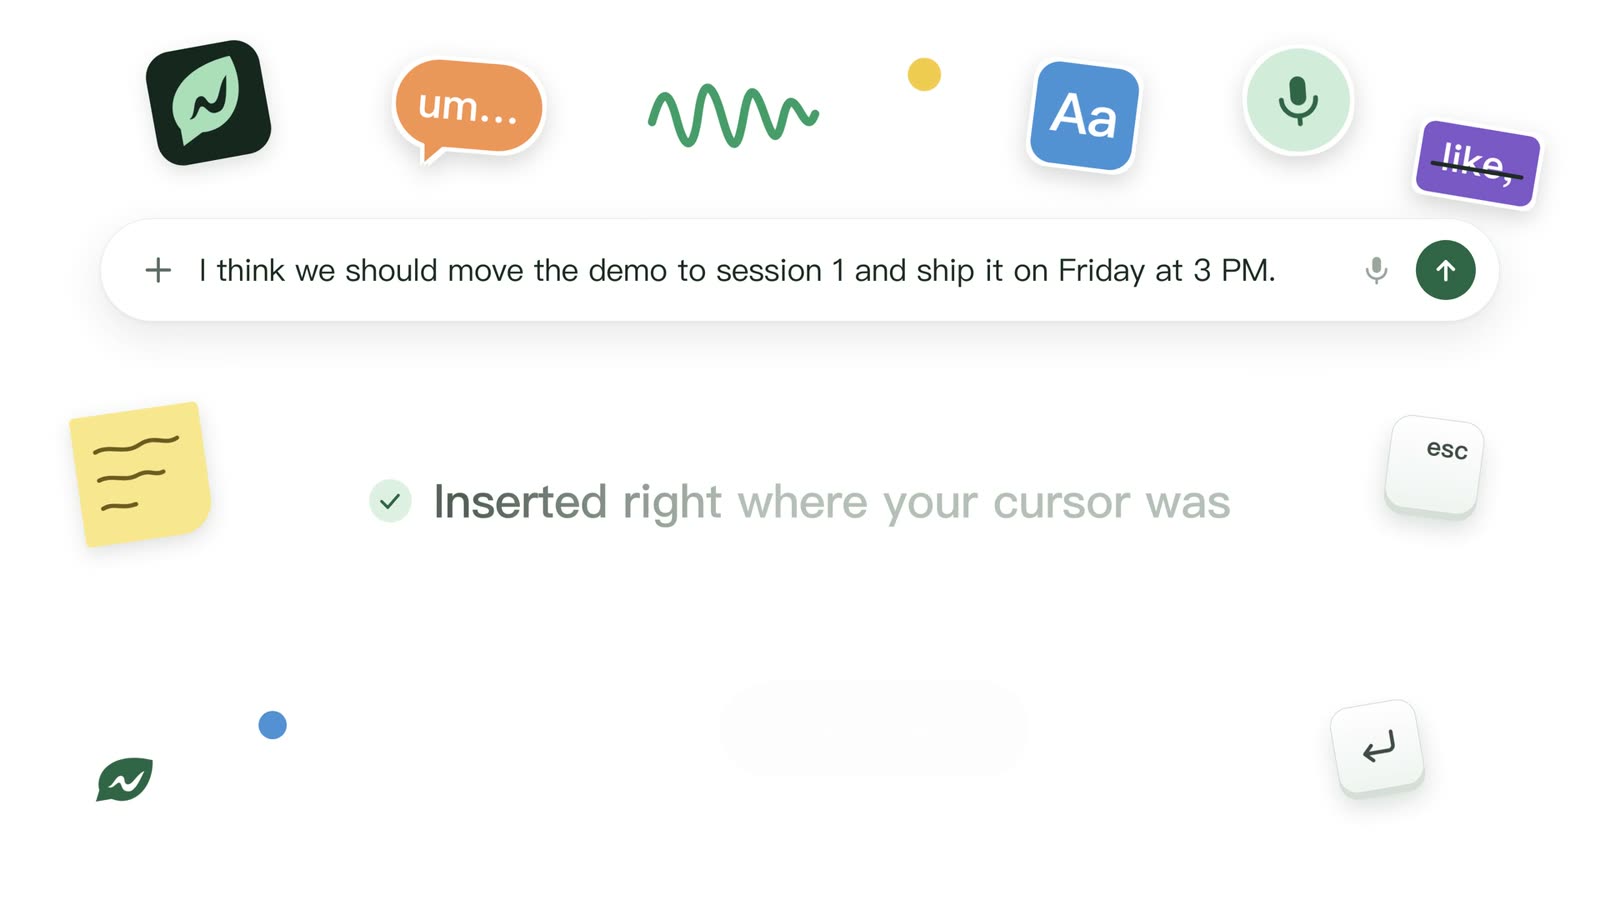 um...
Aa
like,
I think we should move the demo to session 1 and ship it on Friday at 3 PM.
esc
Inserted right where your cursor was